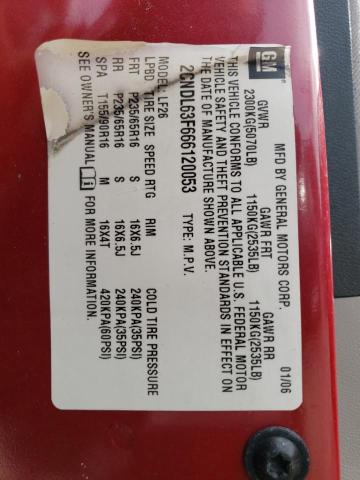 GM MFD BY GENERAL MOTORS CORP. 01/06
GVWR GAWR FRT GAWR RR
2300KG(5070LB) 1150KG(2535LB) 1150KG(2535LB)
THIS VEHICLE CONFORMS TO ALL APPLICABLE U.S. FEDERAL MOTOR
VEHICLE SAFETY AND THEFT PREVENTION STANDARDS IN EFFECT ON
THE DATE OF MANUFACTURE SHOWN ABOVE.
2CNDL63F666120053 TYPE: M.P.V.
MODEL: LF26
LPBD TIRE SIZE SPEED RTG RIM COLD TIRE PRESSURE
FRT P235/65R16 S 16X6.5J 240KPA(35PSI)
RR P235/65R16 S 16X6.5J 240KPA(35PSI)
SPA T155/90R16 M 16X4T 420KPA(60PSI)
SEE OWNER'S MANUAL FOR MORE INFORMATION.